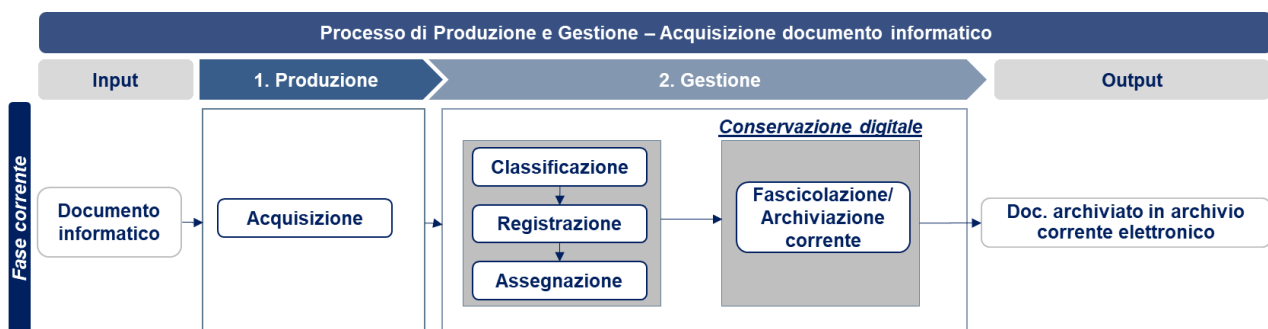 Processo di Produzione e Gestione – Acquisizione documento informatico
Input
1. Produzione
2. Gestione
Output
Fase corrente
Documento
informatico
Acquisizione
Classificazione
Registrazione
Assegnazione
Conservazione digitale
Fascicolazione/
Archiviazione
corrente
Doc. archiviato in archivio
corrente elettronico